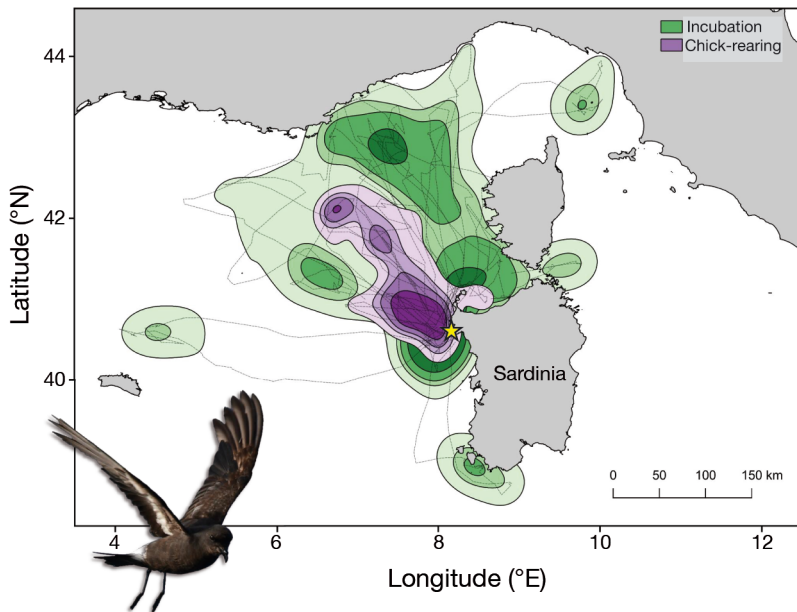 Incubation
Chick-rearing
44
42
40
Latitude (°N)
Sardinia
0 50 100 150 km
4 6 8 10 12
Longitude (°E)